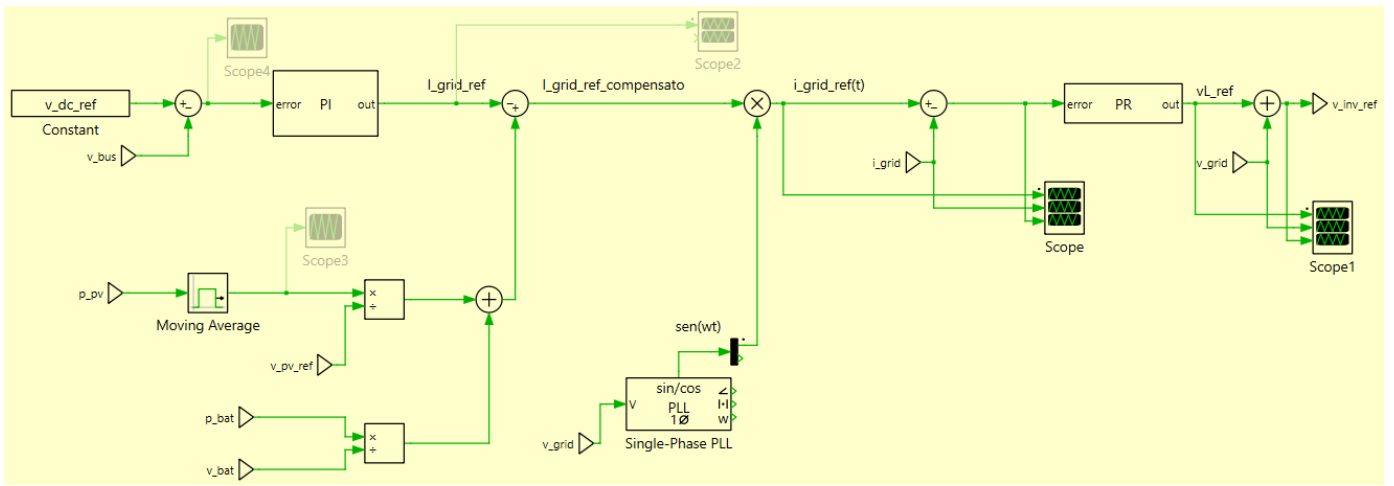 Scope4
Scope2
v_dc_ref
Constant
error PI out
I_grid_ref
I_grid_ref_compensato
i_grid_ref(t)
error PR out
vL_ref
v_inv_ref
v_bus
i_grid
v_grid
Scope
Scope1
Scope3
p_pv
Moving Average
v_pv_ref
sen(wt)
p_bat
v_bat
sin/cos
V PLL w
1Ø
v_grid
Single-Phase PLL